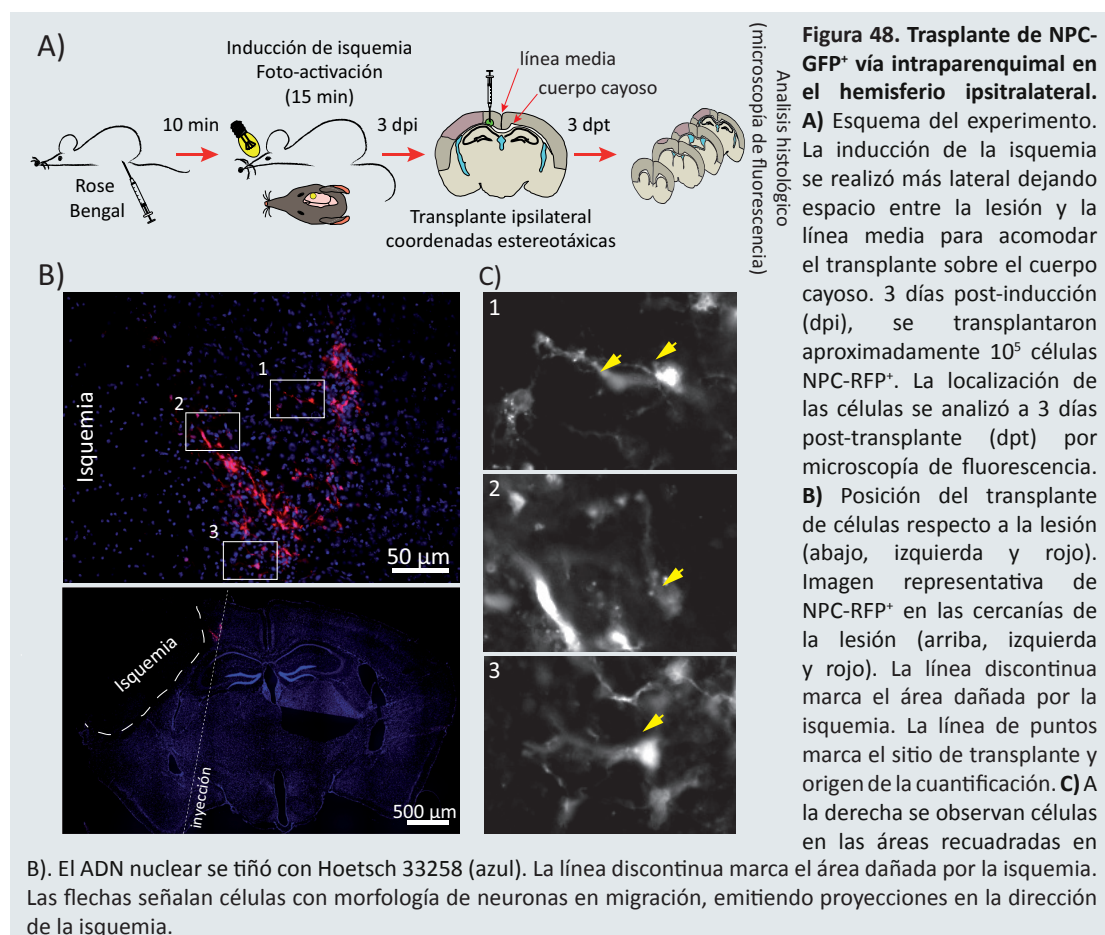 A)
Inducción de isquemia
Foto-activación
(15 min)
10 min
3 dpi
línea media
cuerpo cayoso
3 dpt
Rose
Bengal
Transplante ipsilateral
coordenadas estereotáxicas
Analisis histológico
(microscopía de fluorescencia)
B)
1
2
3
Isquemia
50 µm
Isquemia
inyección
500 µm
C)
1
2
3
Figura 48. Trasplante de NPC-
GFP⁺ vía intraparenquimal en
el hemisferio ipsitralateral.
A) Esquema del experimento.
La inducción de la isquemia
se realizó más lateral dejando
espacio entre la lesión y la
línea media para acomodar
el transplante sobre el cuerpo
cayoso. 3 días post-inducción
(dpi), se transplantaron
aproximadamente 10⁵ células
NPC-RFP⁺. La localización de
las células se analizó a 3 días
post-transplante (dpt) por
microscopía de fluorescencia.
B) Posición del transplante
de células respecto a la lesión
(abajo, izquierda y rojo).
Imagen representativa de
NPC-RFP⁺ en las cercanías de
la lesión (arriba, izquierda
y rojo). La línea discontinua
marca el área dañada por la
isquemia. La línea de puntos
marca el sitio de transplante y
origen de la cuantificación. C) A
la derecha se observan células
en las áreas recuadradas en
B). El ADN nuclear se tiñó con Hoetsch 33258 (azul). La línea discontinua marca el área dañada por la isquemia.
Las flechas señalan células con morfología de neuronas en migración, emitiendo proyecciones en la dirección
de la isquemia.